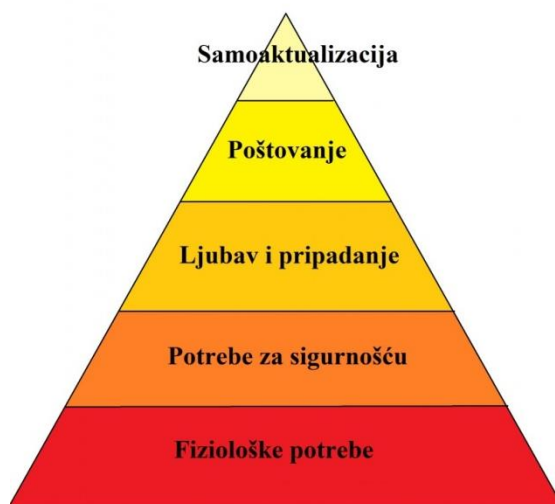 Samoaktualizacija
Poštovanje
Ljubav i pripadanje
Potrebe za sigurnošću
Fiziološke potrebe